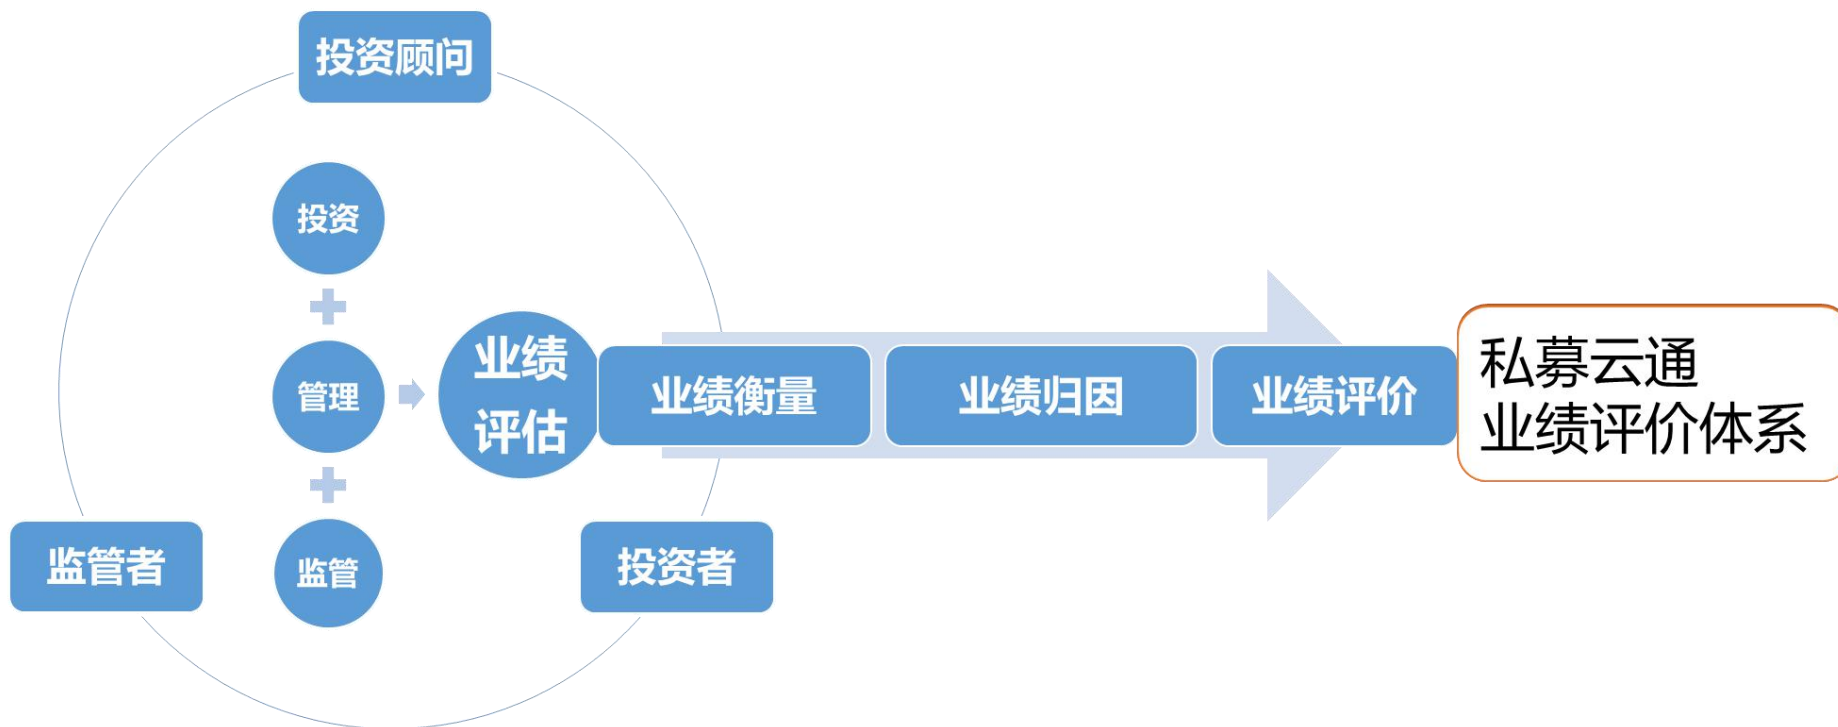 投资顾问
投资
管理
监管
监管者
投资者
业绩
评估
业绩衡量
业绩归因
业绩评价
私募云通
业绩评价体系